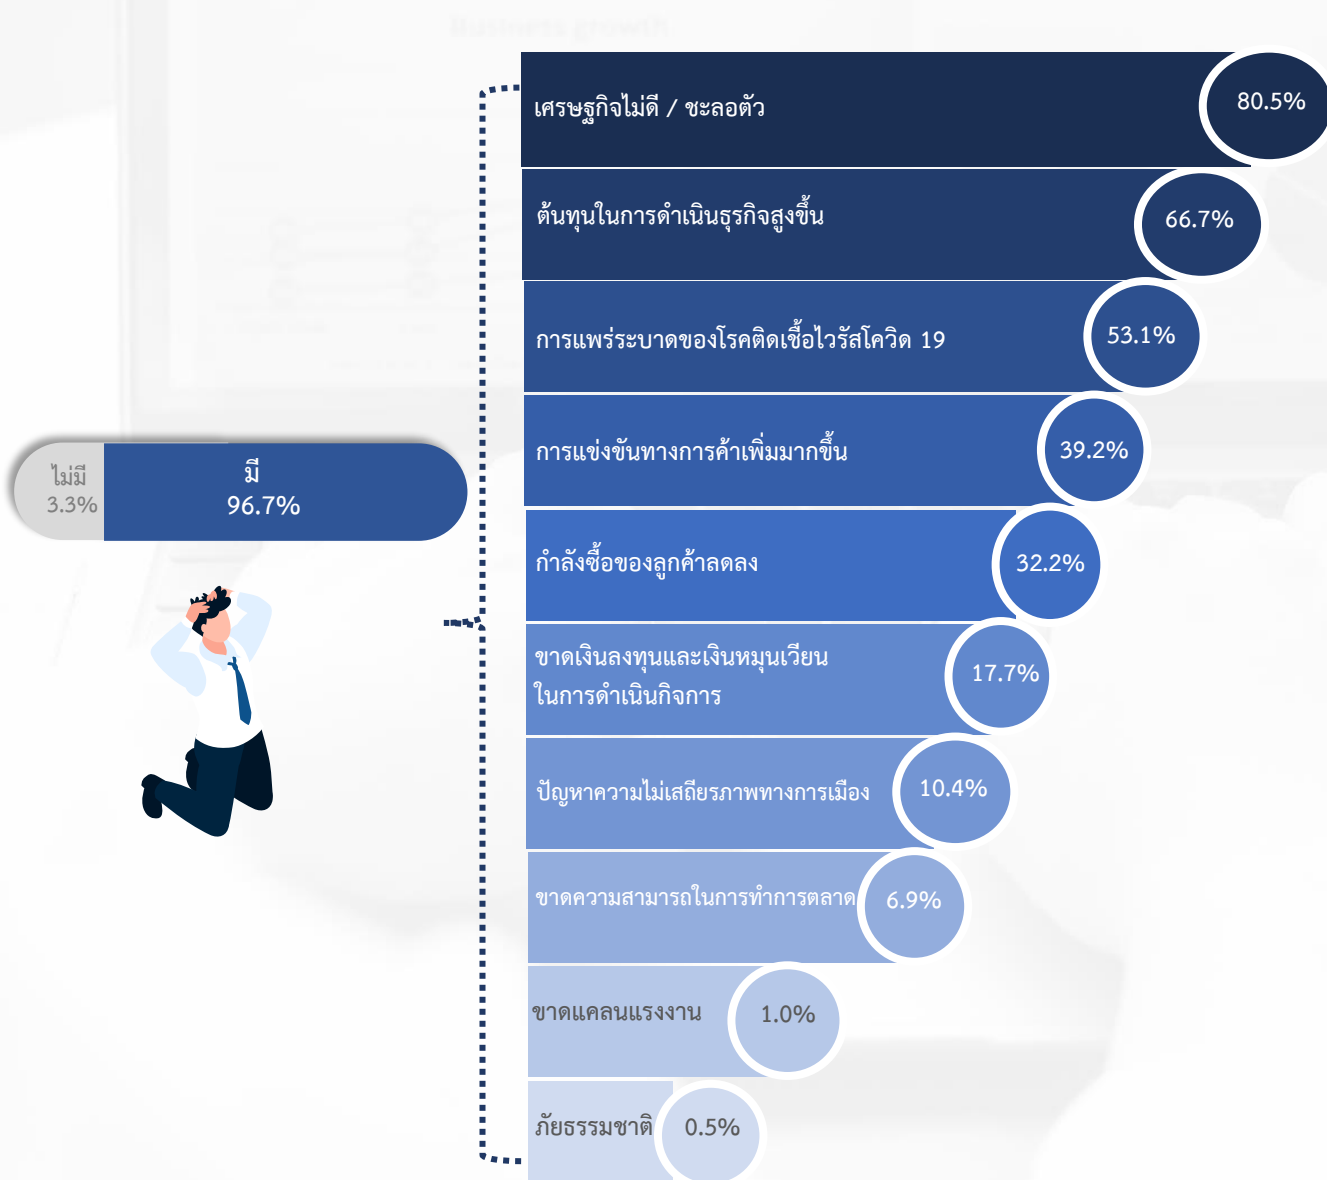 Business growth
ไม่มี
3.3%
มี
96.7%
เศรษฐกิจไม่ดี / ชะลอตัว
80.5%
ต้นทุนในการดำเนินธุรกิจสูงขึ้น
66.7%
การแพร่ระบาดของโรคติดเชื้อไวรัสโควิด 19
53.1%
การแข่งขันทางการค้าเพิ่มมากขึ้น
39.2%
กำลังซื้อของลูกค้าลดลง
32.2%
ขาดเงินลงทุนและเงินหมุนเวียน
ในการดำเนินกิจการ
17.7%
ปัญหาความไม่เสถียรภาพทางการเมือง
10.4%
ขาดความสามารถในการทำการตลาด
6.9%
ขาดแคลนแรงงาน
1.0%
ภัยธรรมชาติ
0.5%